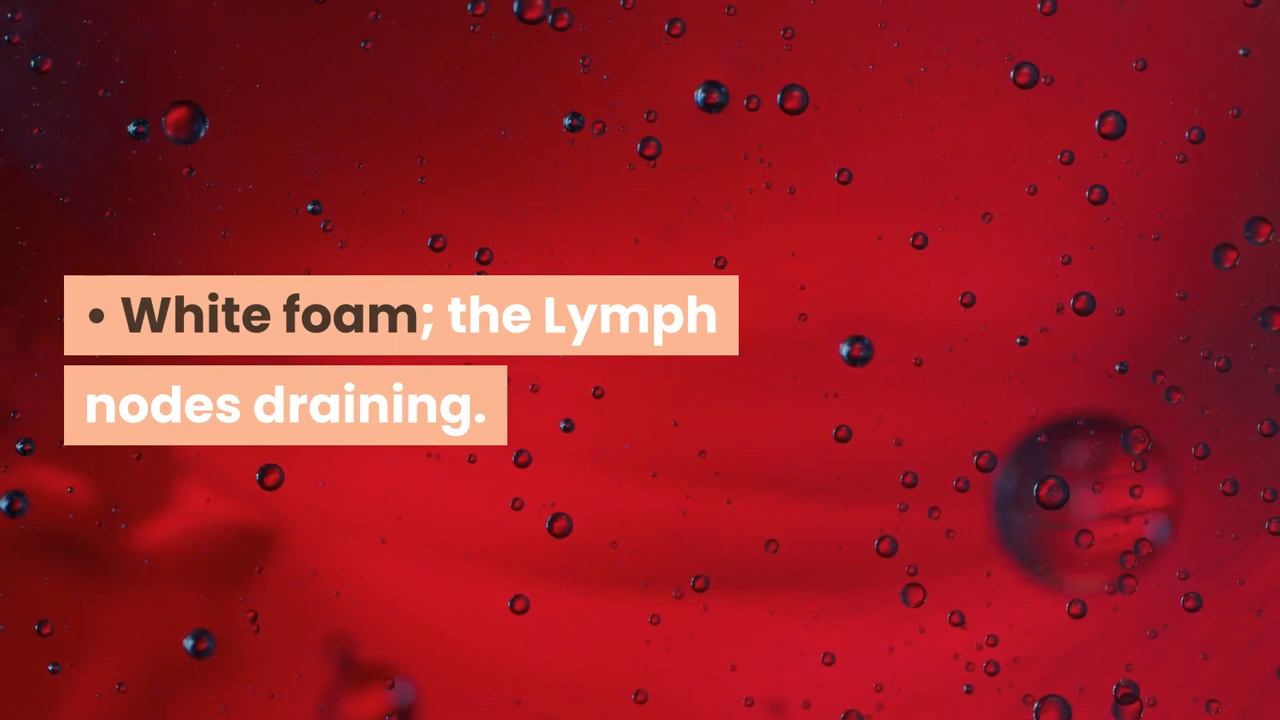 • White foam; the Lymph
nodes draining.